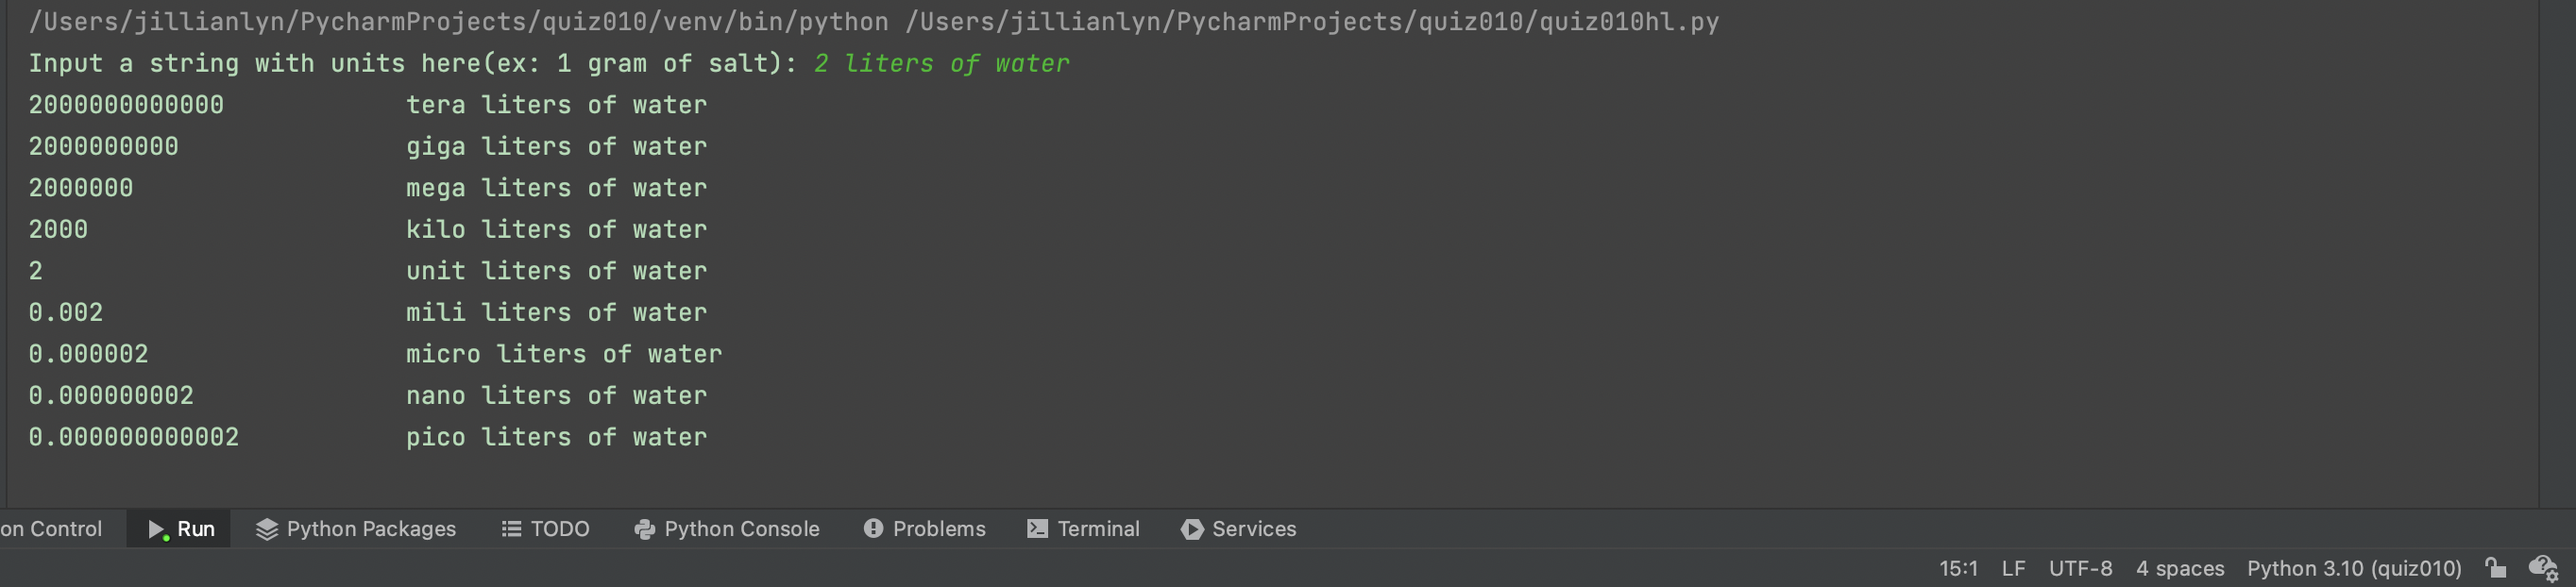 /Users/jillianlyn/PycharmProjects/quiz010/venv/bin/python /Users/jillianlyn/PycharmProjects/quiz010/quiz010hl.py
Input a string with units here(ex: 1 gram of salt): 2 liters of water
2000000000000 tera liters of water
2000000000 giga liters of water
2000000 mega liters of water
2000 kilo liters of water
2 unit liters of water
0.002 mili liters of water
0.000002 micro liters of water
0.000000002 nano liters of water
0.000000000002 pico liters of water
on Control Run Python Packages TODO Python Console Problems Terminal Services
15:1 LF UTF-8 4 spaces Python 3.10 (quiz010)